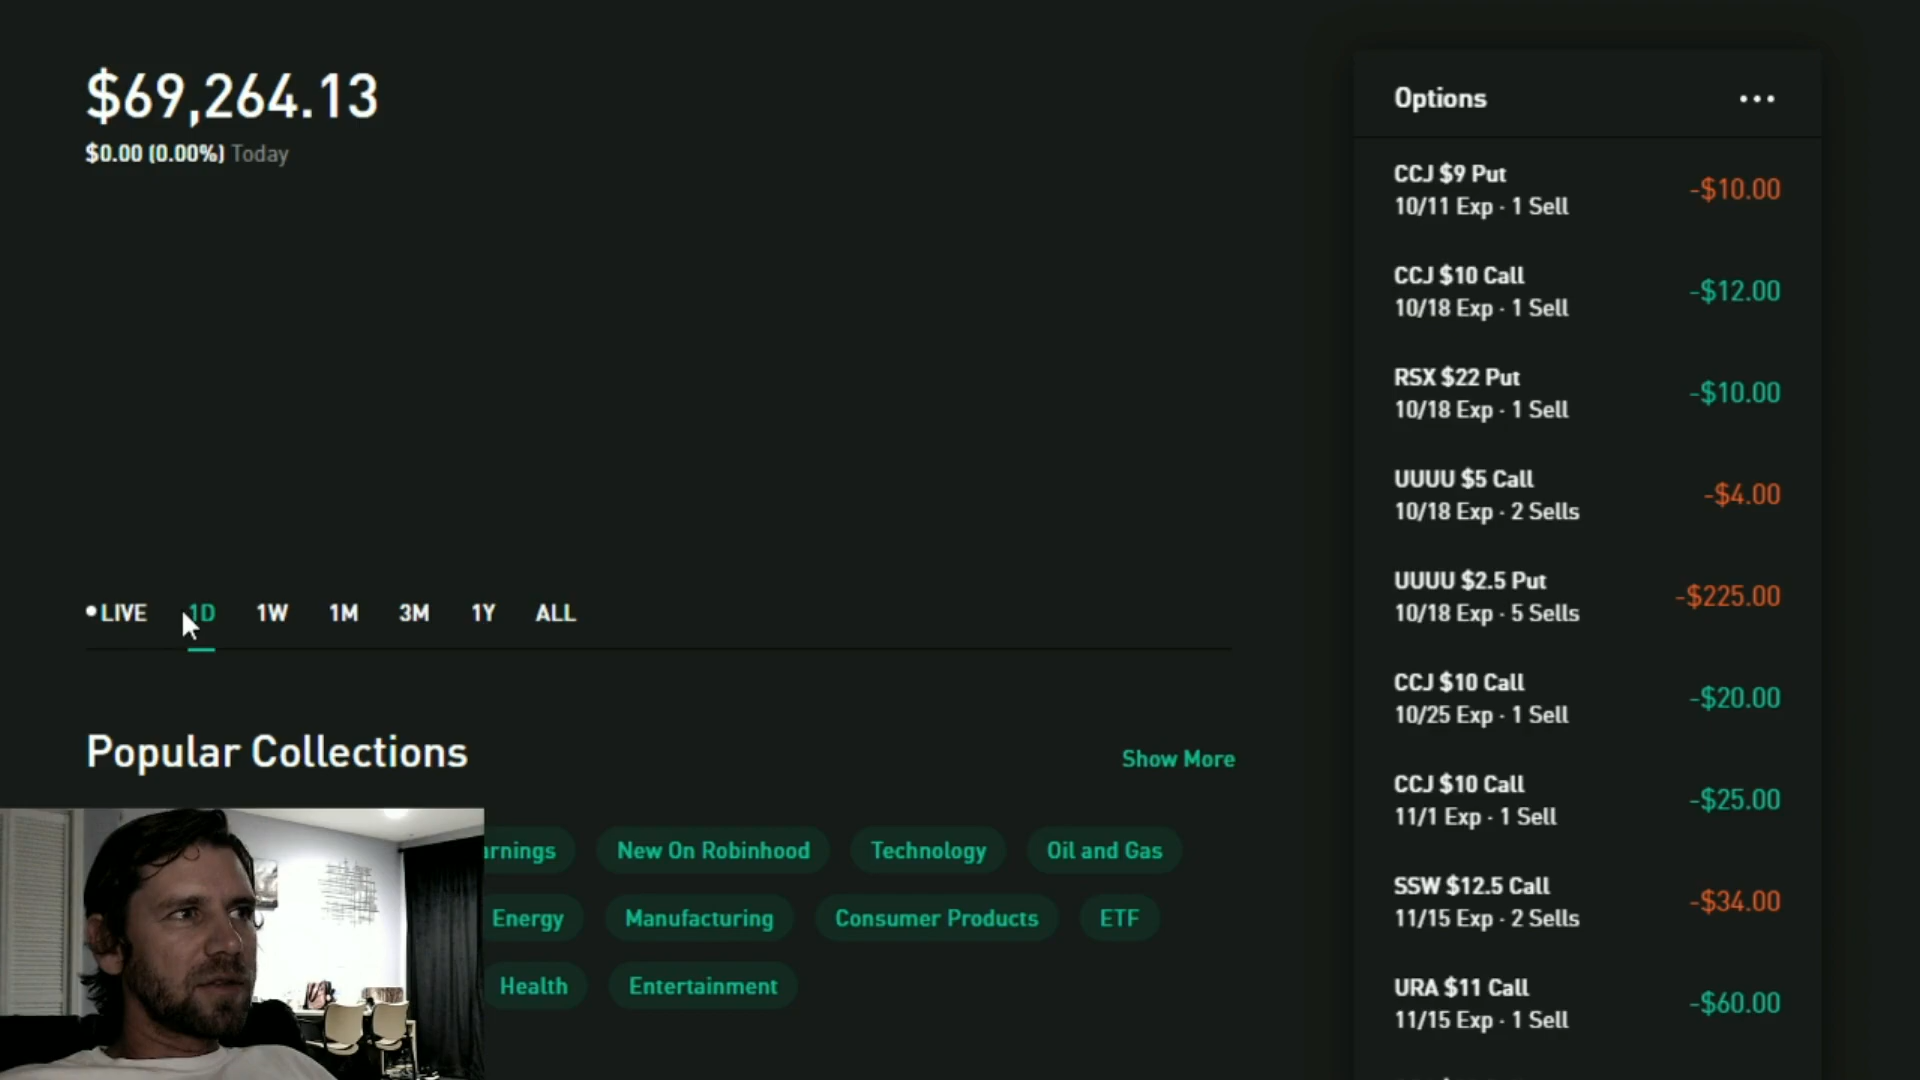 $69,264.13
$0.00 (0.00%) Today
LIVE 1D 1W 1M 3M 1Y ALL
Popular Collections
Show More
New On Robinhood
Technology
Oil and Gas
Energy
Manufacturing
Consumer Products
ETF
Health
Entertainment
Options
CCJ $9 Put
10/11 Exp · 1 Sell
-$10.00
CCJ $10 Call
10/18 Exp · 1 Sell
-$12.00
RSX $22 Put
10/18 Exp · 1 Sell
-$10.00
UUUU $5 Call
10/18 Exp · 2 Sells
-$4.00
UUUU $2.5 Put
10/18 Exp · 5 Sells
-$225.00
CCJ $10 Call
10/25 Exp · 1 Sell
-$20.00
CCJ $10 Call
11/1 Exp · 1 Sell
-$25.00
SSW $12.5 Call
11/15 Exp · 2 Sells
-$34.00
URA $11 Call
11/15 Exp · 1 Sell
-$60.00